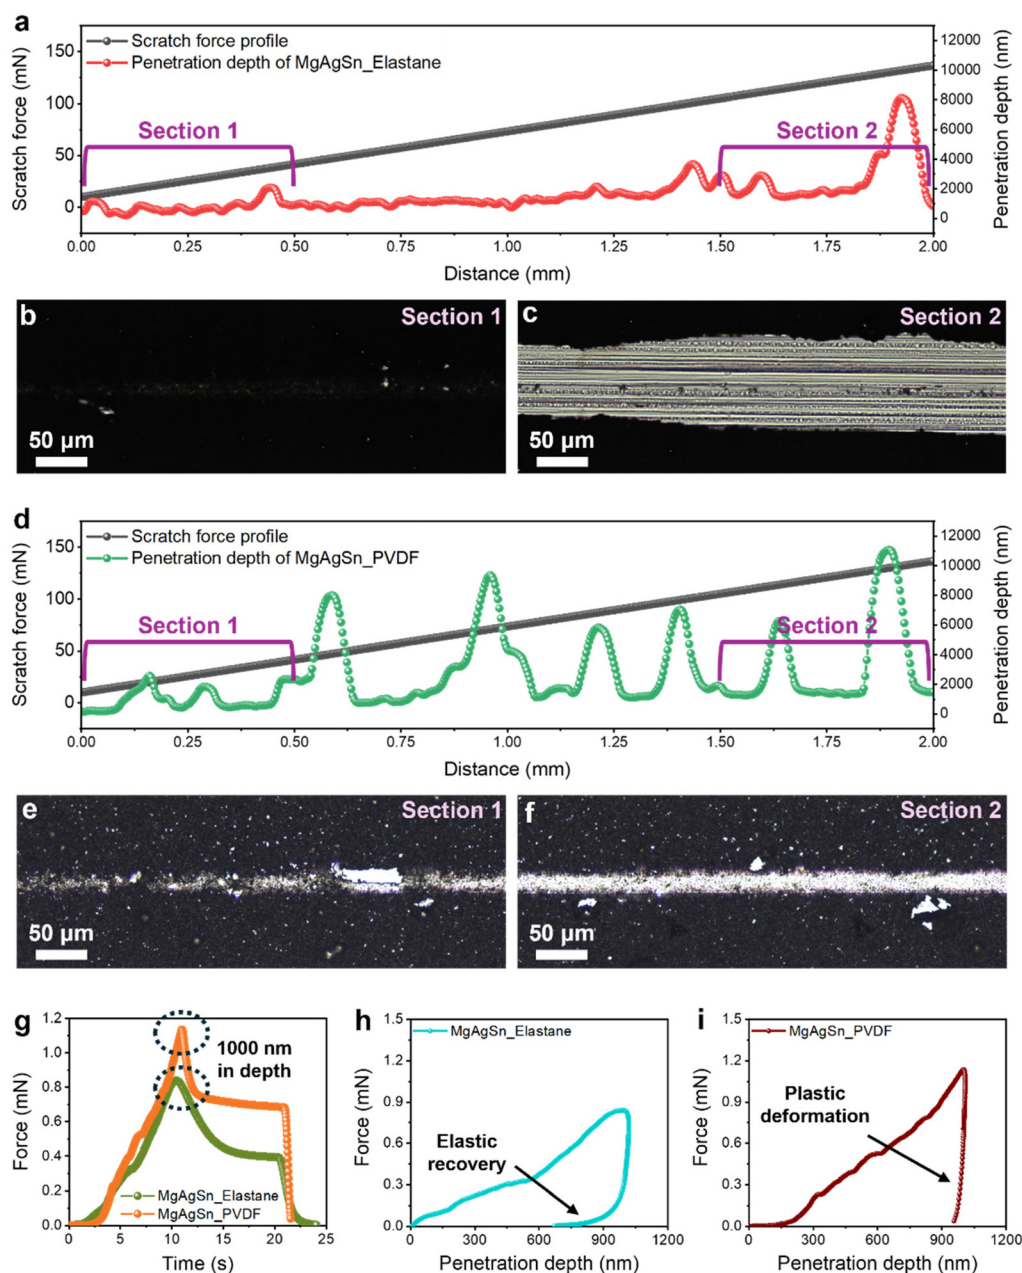 a
Scratch force profile
Penetration depth of MgAgSn_Elastane
Section 1
Section 2
Scratch force (mN)
150
100
50
0
Penetration depth (nm)
12000
10000
8000
6000
4000
2000
0
0.00 0.25 0.50 0.75 1.00 1.25 1.50 1.75 2.00
Distance (mm)
b
Section 1
50 µm
c
Section 2
50 µm
d
Scratch force profile
Penetration depth of MgAgSn_PVDF
Section 1
Section 2
Scratch force (mN)
150
100
50
0
Penetration depth (nm)
12000
10000
8000
6000
4000
2000
0
0.00 0.25 0.50 0.75 1.00 1.25 1.50 1.75 2.00
Distance (mm)
e
Section 1
50 µm
f
Section 2
50 µm
g
1000 nm
in depth
MgAgSn_Elastane
MgAgSn_PVDF
Force (mN)
1.2
1.0
0.8
0.6
0.4
0.2
0.0
0 5 10 15 20 25
Time (s)
h
MgAgSn_Elastane
Elastic
recovery
Force (mN)
1.5
1.2
0.9
0.6
0.3
0.0
0 300 600 900 1200
Penetration depth (nm)
i
MgAgSn_PVDF
Plastic
deformation
Force (mN)
1.5
1.2
0.9
0.6
0.3
0.0
0 300 600 900 1200
Penetration depth (nm)